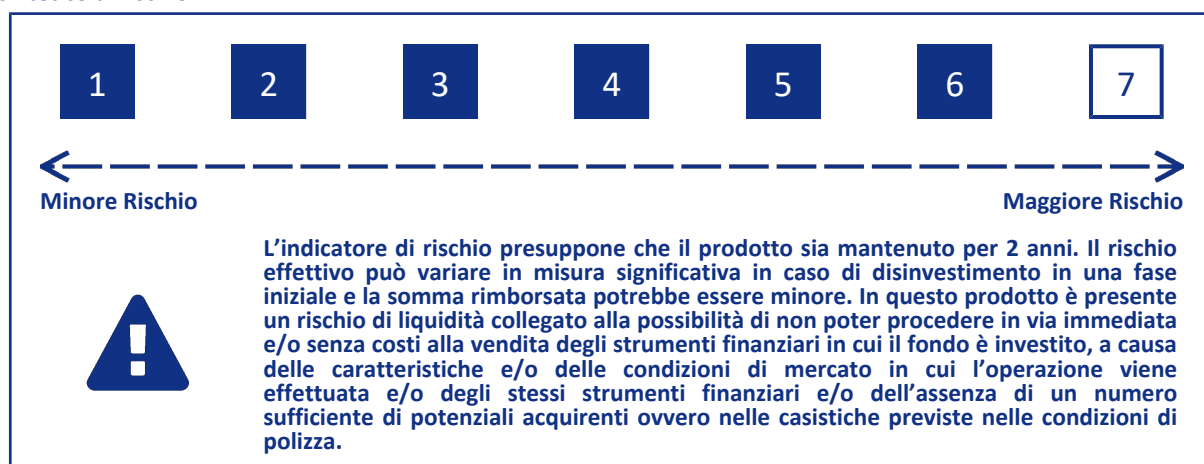 1 2 3 4 5 6 7
Minore Rischio Maggiore Rischio
L'indicatore di rischio presuppone che il prodotto sia mantenuto per 2 anni. Il rischio
effettivo può variare in misura significativa in caso di disinvestimento in una fase
iniziale e la somma rimborsata potrebbe essere minore. In questo prodotto è presente
un rischio di liquidità collegato alla possibilità di non poter procedere in via immediata
e/o senza costi alla vendita degli strumenti finanziari in cui il fondo è investito, a causa
delle caratteristiche e/o delle condizioni di mercato in cui l'operazione viene
effettuata e/o degli stessi strumenti finanziari e/o dell'assenza di un numero
sufficiente di potenziali acquirenti ovvero nelle casistiche previste nelle condizioni di
polizza.